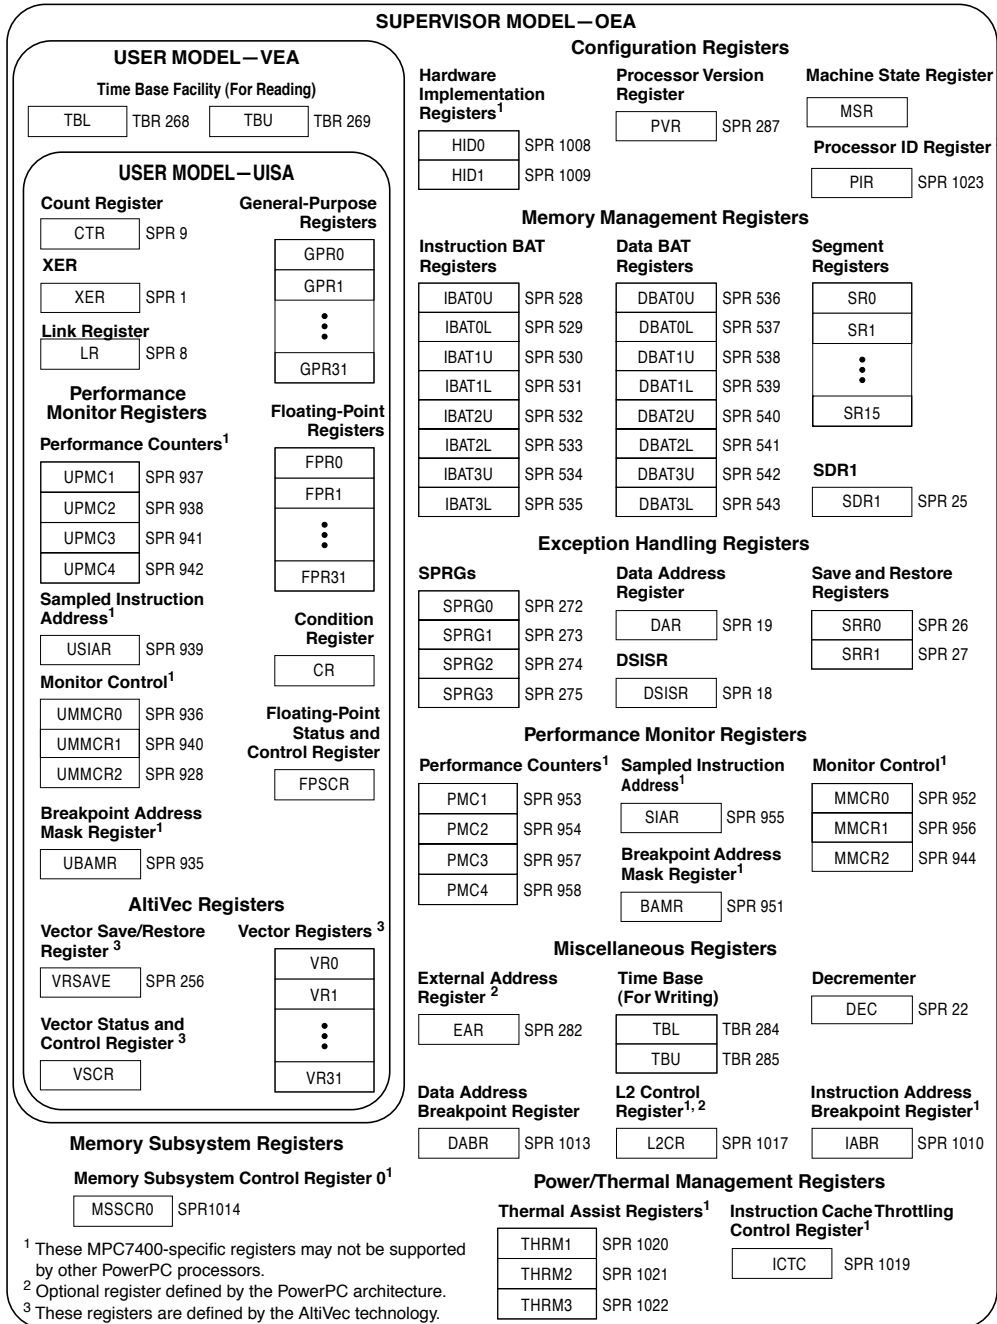 SUPERVISOR MODEL—OEA
USER MODEL—VEA
Time Base Facility (For Reading)
TBL TBR 268 TBU TBR 269
USER MODEL—UISA
Count Register
CTR SPR 9
XER
XER SPR 1
Link Register
LR SPR 8
Performance
Monitor Registers
Performance Counters1
UPMC1 SPR 937
UPMC2 SPR 938
UPMC3 SPR 941
UPMC4 SPR 942
Sampled Instruction
Address1
USIAR SPR 939
Monitor Control1
UMMCR0 SPR 936
UMMCR1 SPR 940
UMMCR2 SPR 928
Breakpoint Address
Mask Register1
UBAMR SPR 935
General-Purpose
Registers
GPR0
GPR1
GPR31
Floating-Point
Registers
FPR0
FPR1
FPR31
Condition
Register
CR
Floating-Point
Status and
Control Register
FPSCR
AltiVec Registers
Vector Save/Restore
Register 3
VRSAVE SPR 256
Vector Status and
Control Register 3
VSCR
Vector Registers 3
VR0
VR1
VR31
Memory Subsystem Registers
Memory Subsystem Control Register 01
MSSCR0 SPR1014
Configuration Registers
Hardware
Implementation
Registers1
HID0 SPR 1008
HID1 SPR 1009
Processor Version
Register
PVR SPR 287
Machine State Register
MSR
Processor ID Register
PIR SPR 1023
Memory Management Registers
Instruction BAT
Registers
IBAT0U SPR 528
IBAT0L SPR 529
IBAT1U SPR 530
IBAT1L SPR 531
IBAT2U SPR 532
IBAT2L SPR 533
IBAT3U SPR 534
IBAT3L SPR 535
Data BAT
Registers
DBAT0U SPR 536
DBAT0L SPR 537
DBAT1U SPR 538
DBAT1L SPR 539
DBAT2U SPR 540
DBAT2L SPR 541
DBAT3U SPR 542
DBAT3L SPR 543
Segment
Registers
SR0
SR1
SR15
SDR1
SDR1 SPR 25
Exception Handling Registers
SPRGs
SPRG0 SPR 272
SPRG1 SPR 273
SPRG2 SPR 274
SPRG3 SPR 275
Data Address
Register
DAR SPR 19
DSISR
DSISR SPR 18
Save and Restore
Registers
SRR0 SPR 26
SRR1 SPR 27
Performance Monitor Registers
Performance Counters1
PMC1 SPR 953
PMC2 SPR 954
PMC3 SPR 957
PMC4 SPR 958
Sampled Instruction
Address1
SIAR SPR 955
Breakpoint Address
Mask Register1
BAMR SPR 951
Monitor Control1
MMCR0 SPR 952
MMCR1 SPR 956
MMCR2 SPR 944
Miscellaneous Registers
External Address
Register 2
EAR SPR 282
Time Base
(For Writing)
TBL TBR 284
TBU TBR 285
Decrementer
DEC SPR 22
Data Address
Breakpoint Register
DABR SPR 1013
L2 Control
Register1, 2
L2CR SPR 1017
Instruction Address
Breakpoint Register1
IABR SPR 1010
Power/Thermal Management Registers
Thermal Assist Registers1
THRM1 SPR 1020
THRM2 SPR 1021
THRM3 SPR 1022
Instruction Cache Throttling
Control Register1
ICTC SPR 1019
1 These MPC7400-specific registers may not be supported
by other PowerPC processors.
2 Optional register defined by the PowerPC architecture.
3 These registers are defined by the AltiVec technology.